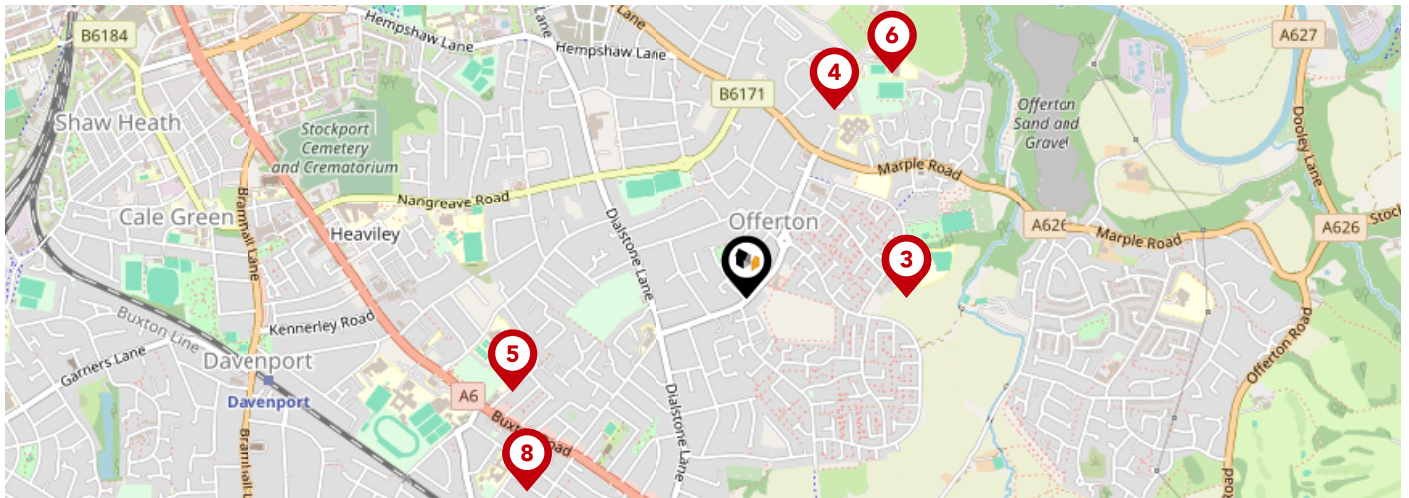 B6184
Hempshaw Lane
Lane
Hempshaw Lane
Lane
6
A627
4
B6171
Shaw Heath
Stockport
Cemetery
and Crematorium
Offerton
Sand and
Gravel
Dooley Lane
Marple Road
Nangreave Road
Bramhall Lane
Cale Green
Heaviley
Dialstone Lane
Offerton
A626
Marple Road
A626
Stock
3
Buxton Line
Kennerley Road
Garners Lane
Davenport
Davenport
5
A6
Buxton Road
Dialstone Lane
Offerton Road
8
Bramhall Lane
oad